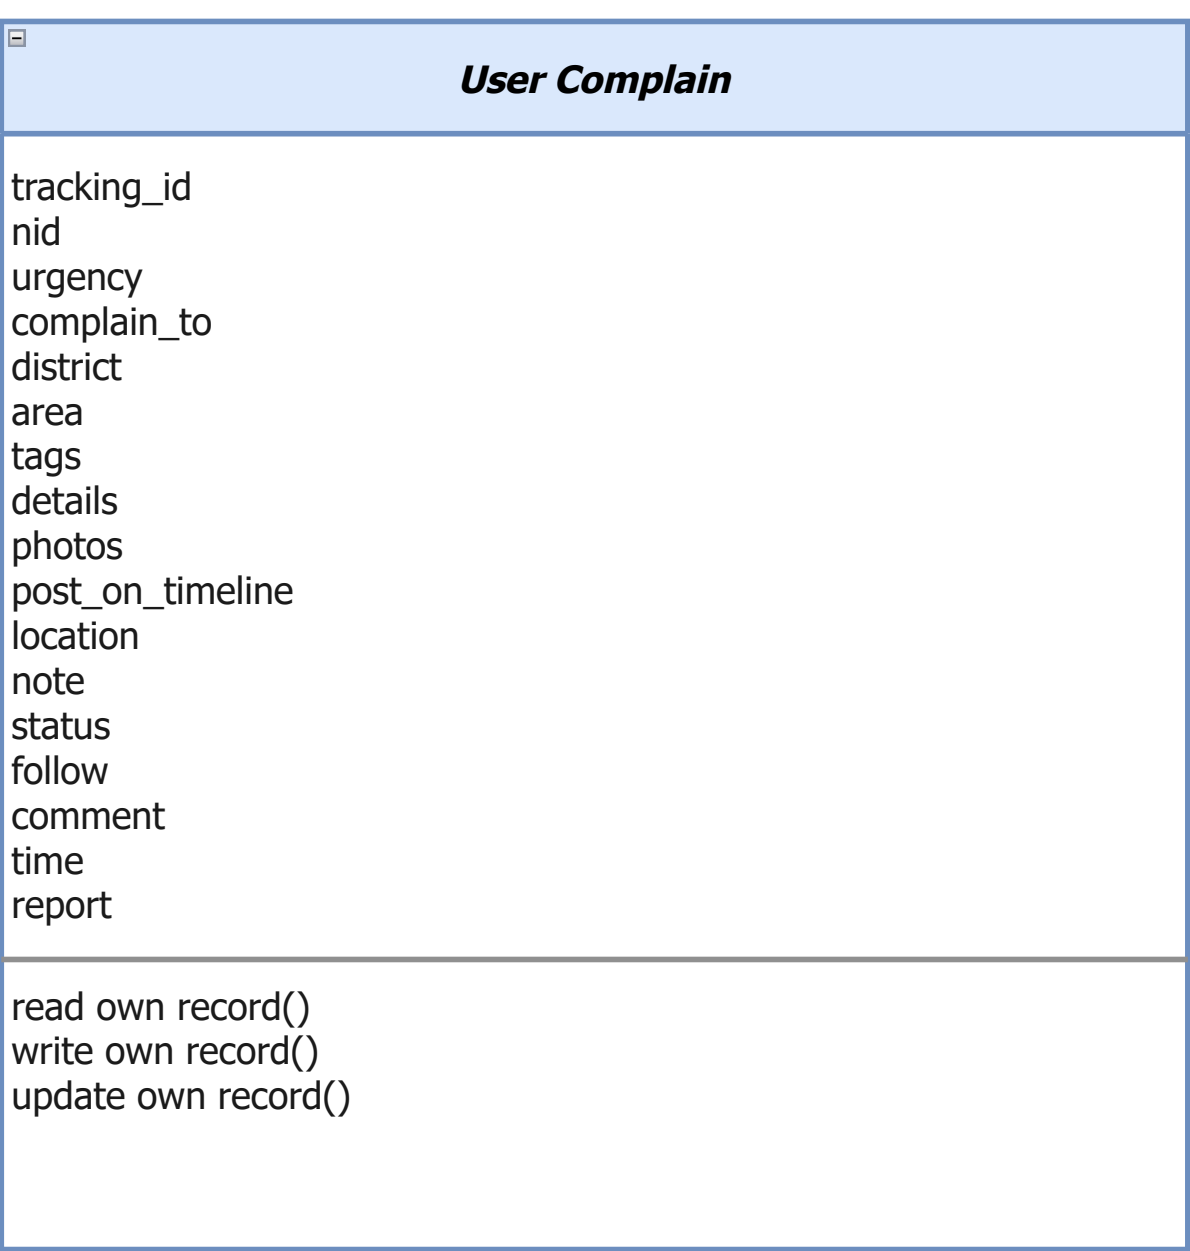 User Complain
tracking_id
nid
urgency
complain_to
district
area
tags
details
photos
post_on_timeline
location
note
status
follow
comment
time
report
read own record()
write own record()
update own record()